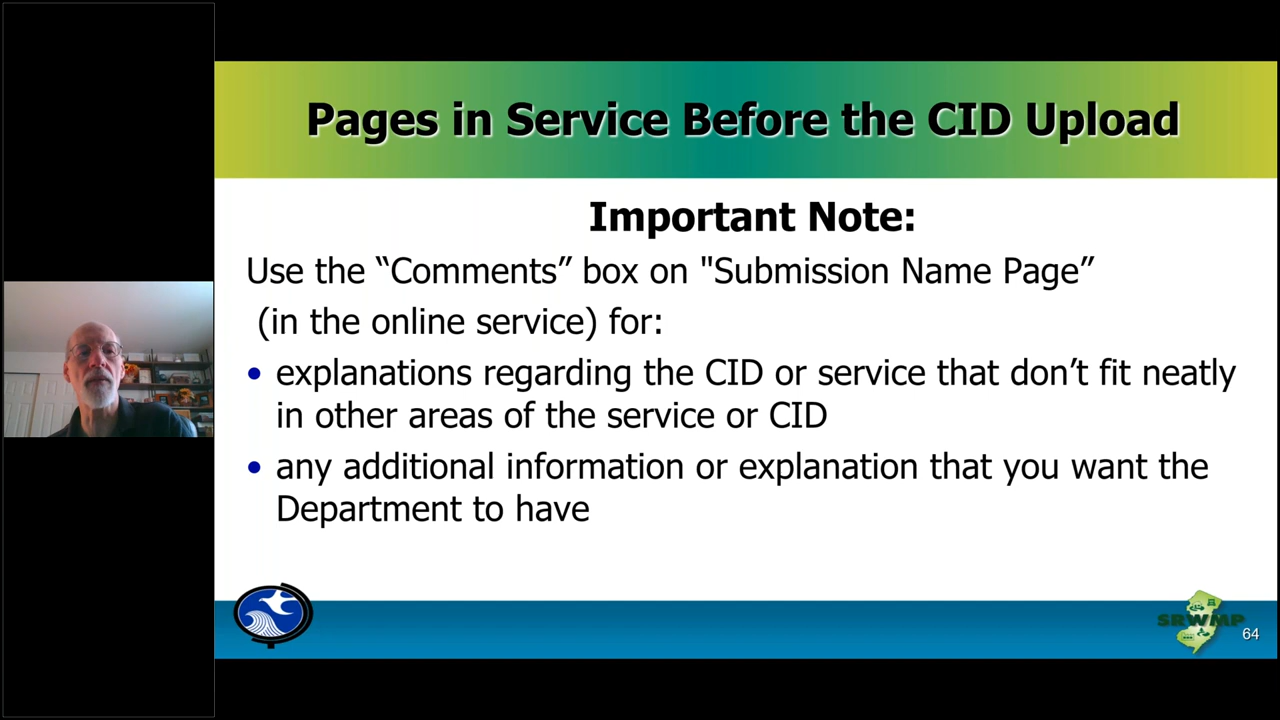 Pages in Service Before the CID Upload
Important Note:
Use the “Comments” box on "Submission Name Page”
(in the online service) for:
• explanations regarding the CID or service that don’t fit neatly
in other areas of the service or CID
• any additional information or explanation that you want the
Department to have
SRWMP
64